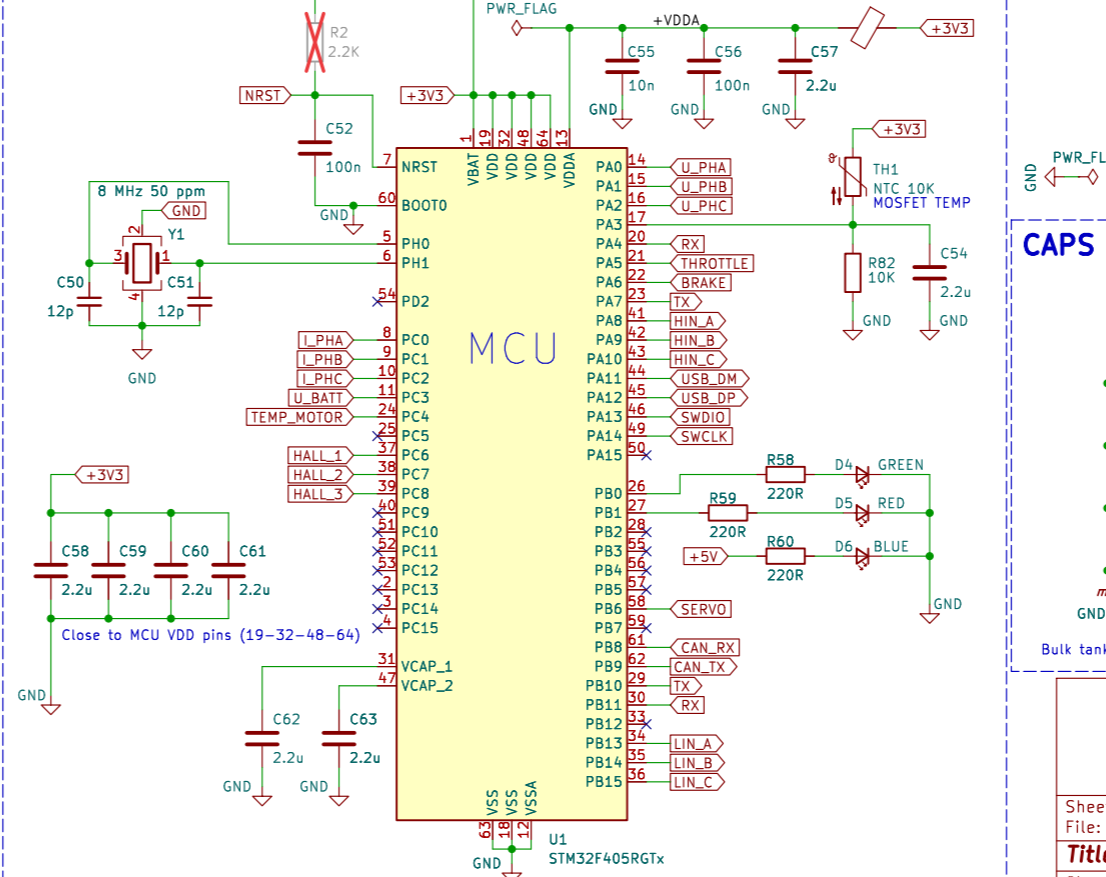 PWR_FLAG
+VDDA
+3V3
R2
2.2K
C55
10n
C56
100n
C57
2.2u
GND
GND
GND
NRST
+3V3
C52
100n
GND
+3V3
TH1
NTC 10K
MOSFET TEMP
R82
10K
C54
2.2u
GND
GND
GND
PWR_FL
CAPS
8 MHz 50 ppm
GND
Y1
2
3
1
4
C50
12p
C51
12p
GND
1 VBAT
19 VDD
32 VDD
48 VDD
64 VDD
13 VDDA
7 NRST
60 BOOT0
5 PH0
6 PH1
54 PD2
I_PHA 8 PC0
I_PHB 9 PC1
I_PHC 10 PC2
U_BATT 11 PC3
TEMP_MOTOR 24 PC4
25 PC5
HALL_1 37 PC6
HALL_2 38 PC7
HALL_3 39 PC8
40 PC9
51 PC10
52 PC11
53 PC12
2 PC13
3 PC14
4 PC15
31 VCAP_1
47 VCAP_2
MCU
PA0 14 U_PHA
PA1 15 U_PHB
PA2 16 U_PHC
PA3 17
PA4 20 RX
PA5 21 THROTTLE
PA6 22 BRAKE
PA7 23 TX
PA8 41 HIN_A
PA9 42 HIN_B
PA10 43 HIN_C
PA11 44 USB_DM
PA12 45 USB_DP
PA13 46 SWDIO
PA14 49 SWCLK
PA15 50
PB0 26
PB1 27
PB2 28
PB3 55
PB4 56
PB5 57
PB6 58 SERVO
PB7 59
PB8 61 CAN_RX
PB9 62 CAN_TX
PB10 29 TX
PB11 30 RX
PB12 33
PB13 34 LIN_A
PB14 35 LIN_B
PB15 36 LIN_C
R58
220R
D4 GREEN
R59
220R
D5 RED
+5V
R60
220R
D6 BLUE
GND
+3V3
C58
2.2u
C59
2.2u
C60
2.2u
C61
2.2u
Close to MCU VDD pins (19-32-48-64)
GND
C62
2.2u
GND
C63
2.2u
GND
VSS 63
VSS 18
VSSA 12
GND
U1
STM32F405RGTx
m
GND
Bulk tank
Shee
File:
Title